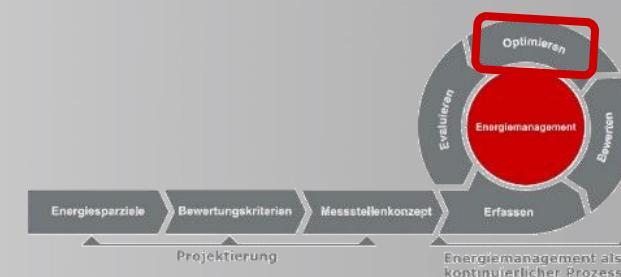 Optimieren
Evaluieren
Energiemanagement
Bewerten
Energiesparziele
Bewertungskriterien
Messstellenkonzept
Erfassen
Projektierung
Energiemanagement als
kontinuierlicher Prozess